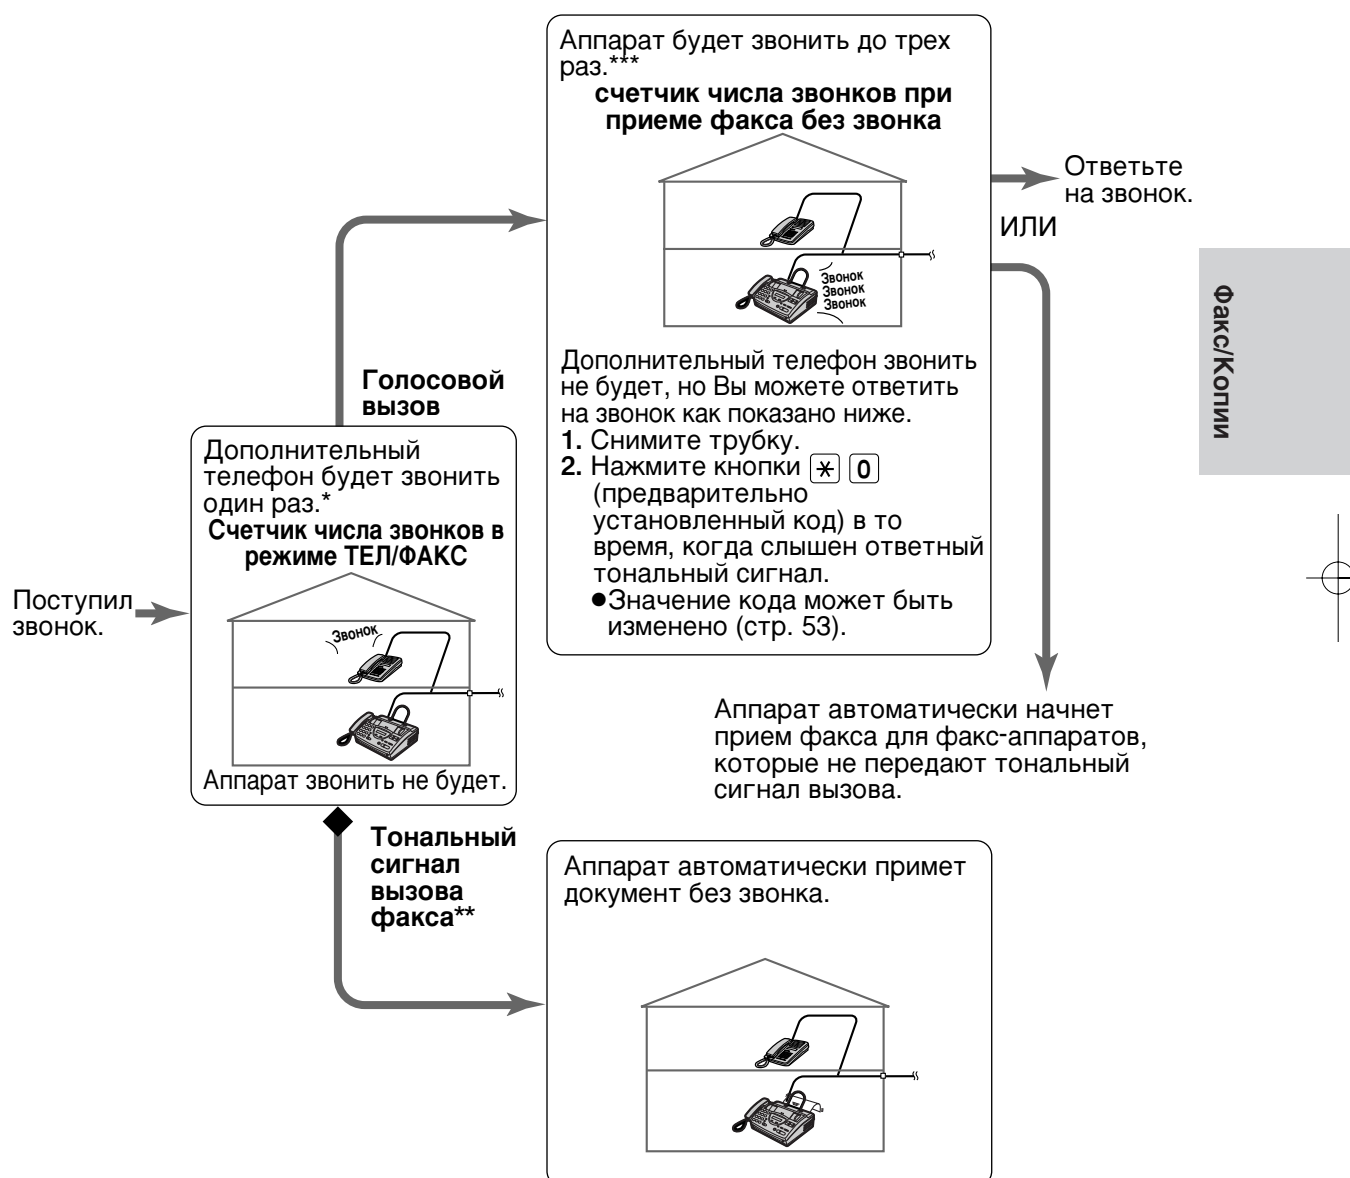 Аппарат будет звонить до трех
раз.***
счетчик числа звонков при
приеме факса без звонка
Звонок
Звонок
Звонок
Ответьте
на звонок.
ИЛИ
Дополнительный телефон звонить
не будет, но Вы можете ответить
на звонок как показано ниже.
1. Снимите трубку.
2. Нажмите кнопки * 0
(предварительно
установленный код) в то
время, когда слышен ответный
тональный сигнал.
●Значение кода может быть
изменено (стр. 53).
Факс/Копии
Голосовой
вызов
Дополнительный
телефон будет звонить
один раз.*
Счетчик числа звонков в
режиме ТЕЛ/ФАКС
Звонок
Аппарат звонить не будет.
Поступил
звонок.
Аппарат автоматически начнет
прием факса для факс-аппаратов,
которые не передают тональный
сигнал вызова.
Тональный
сигнал
вызова
факса**
Аппарат автоматически примет
документ без звонка.